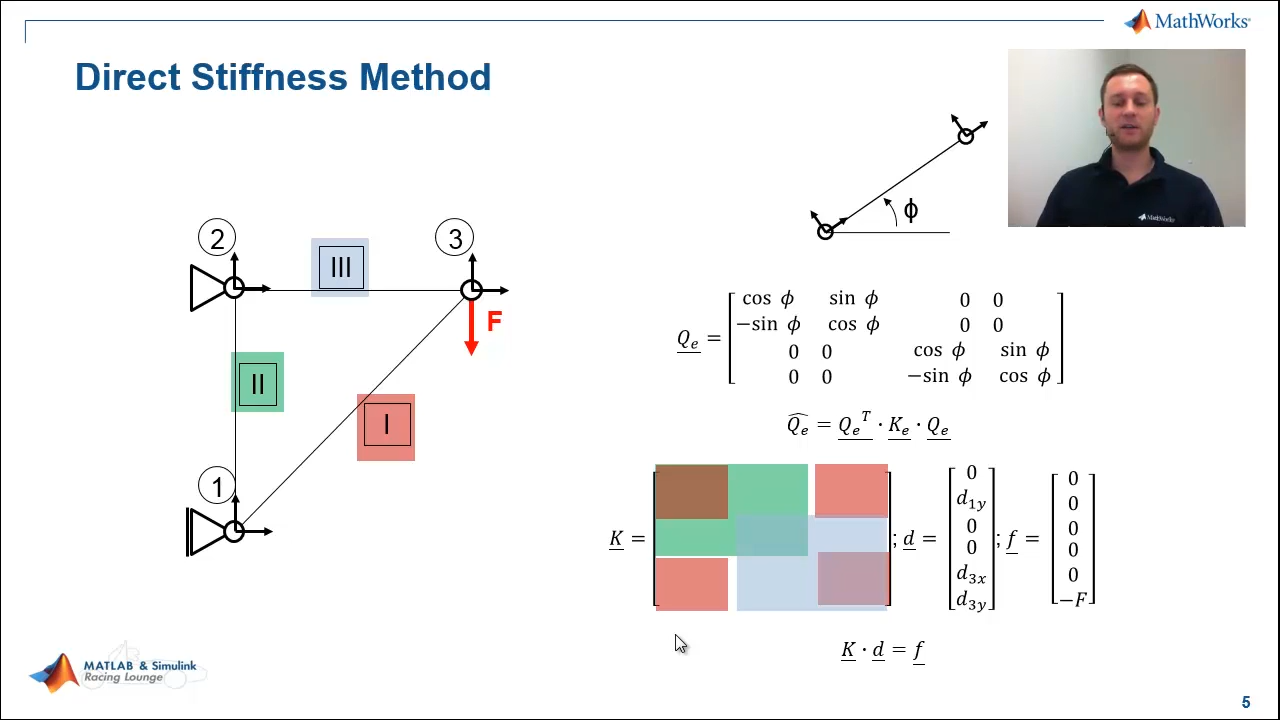 MathWorks®
Direct Stiffness Method
ϕ
2
III
3
F
II
I
1
Q_e = [cos ϕ sin ϕ 0 0
−sin ϕ cos ϕ 0 0
0 0 cos ϕ sin ϕ
0 0 −sin ϕ cos ϕ]
Q̂_e = Q_e^T · K_e · Q_e
K = [ ] ; d = [0 d_1y 0 0 d_3x d_3y] ; f = [0 0 0 0 0 −F]
K · d = f
MATLAB & Simulink
Racing Lounge
5
MathWorks